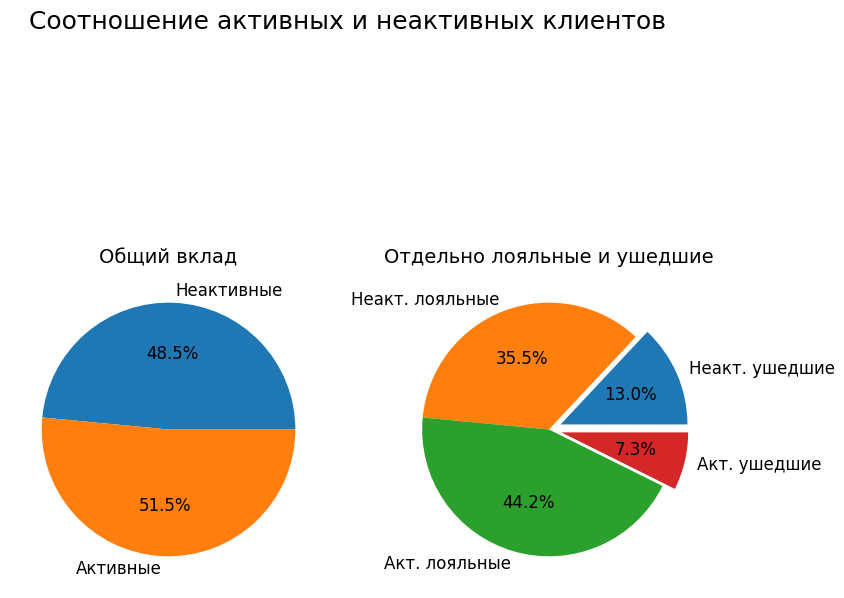 Соотношение активных и неактивных клиентов
Общий вклад
Неактивные
48.5%
51.5%
Активные
Отдельно лояльные и ушедшие
Неакт. лояльные
35.5%
Неакт. ушедшие
13.0%
7.3%
Акт. ушедшие
44.2%
Акт. лояльные